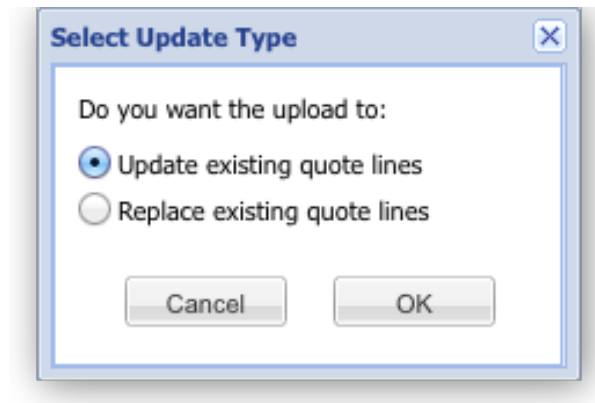 Select Update Type
Do you want the upload to:
Update existing quote lines
Replace existing quote lines
Cancel OK